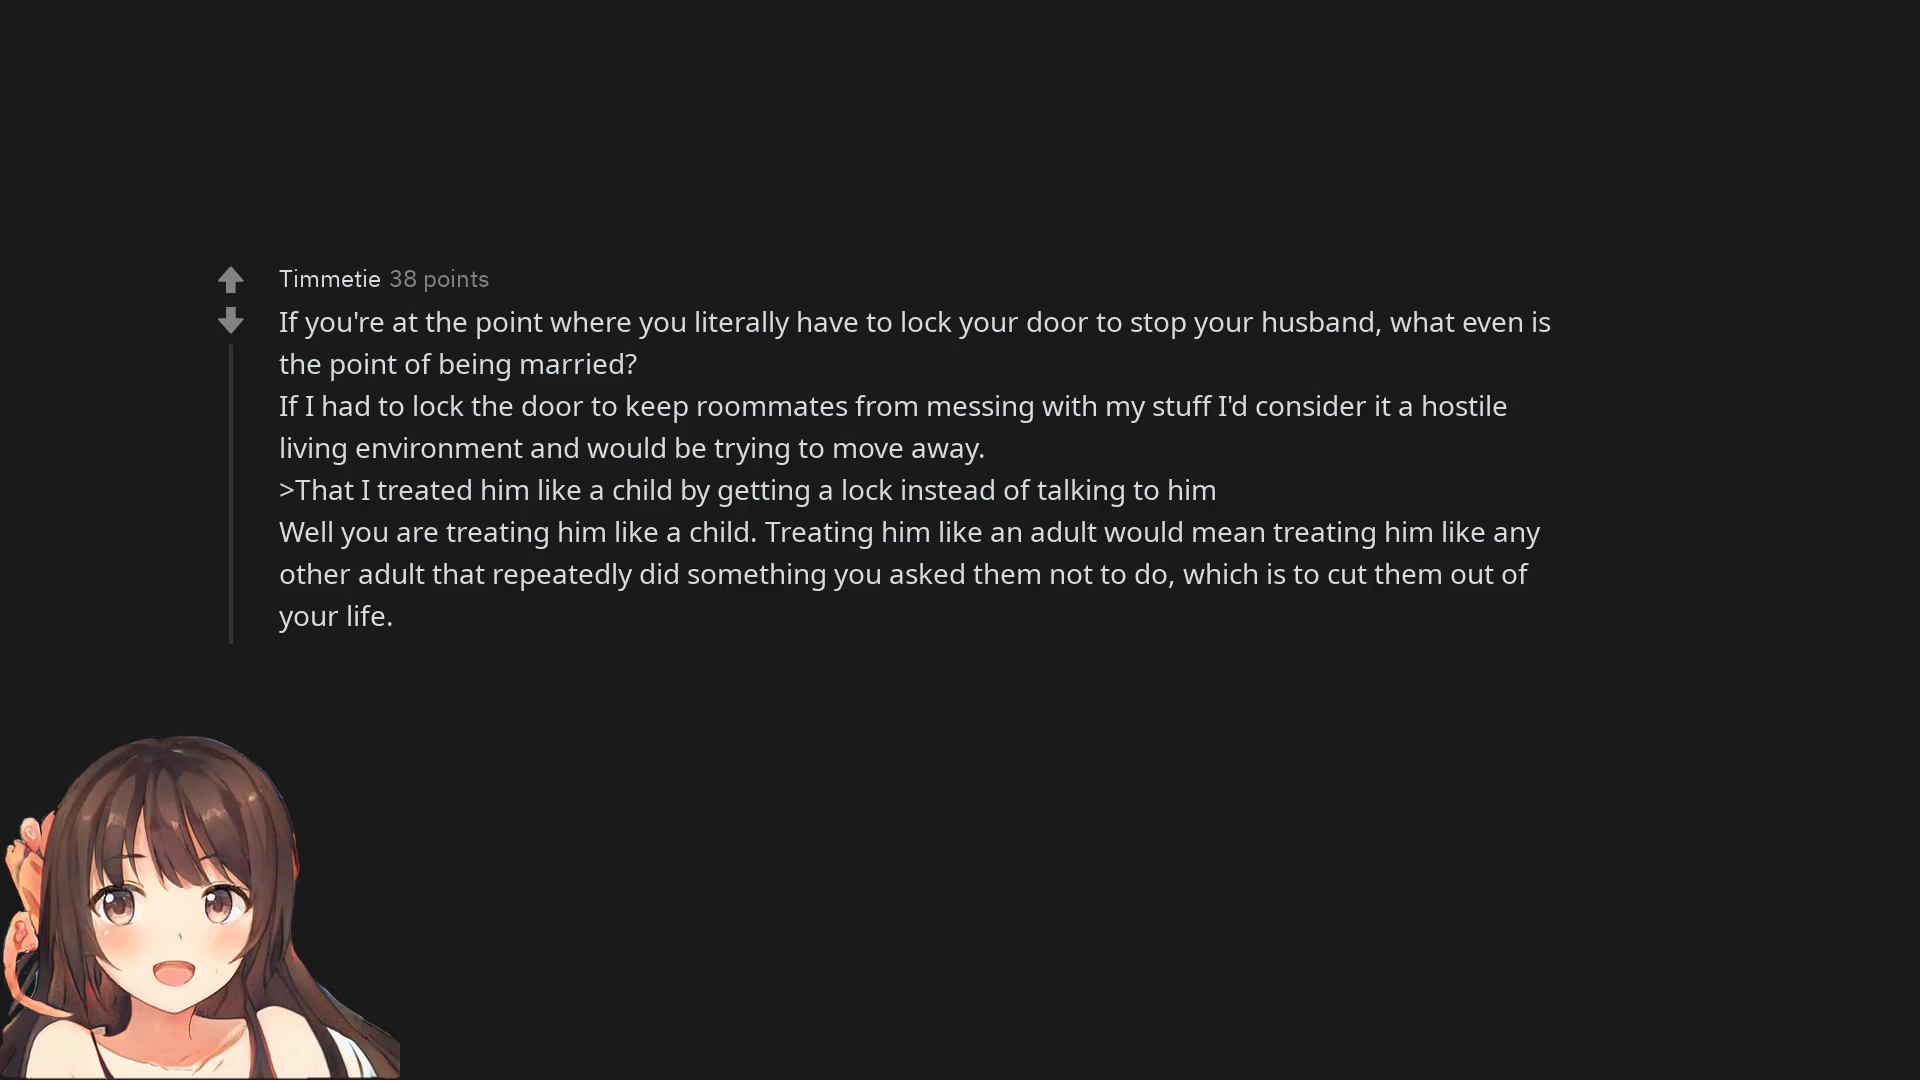 Timmetie 38 points
If you're at the point where you literally have to lock your door to stop your husband, what even is
the point of being married?
If I had to lock the door to keep roommates from messing with my stuff I'd consider it a hostile
living environment and would be trying to move away.
>That I treated him like a child by getting a lock instead of talking to him
Well you are treating him like a child. Treating him like an adult would mean treating him like any
other adult that repeatedly did something you asked them not to do, which is to cut them out of
your life.